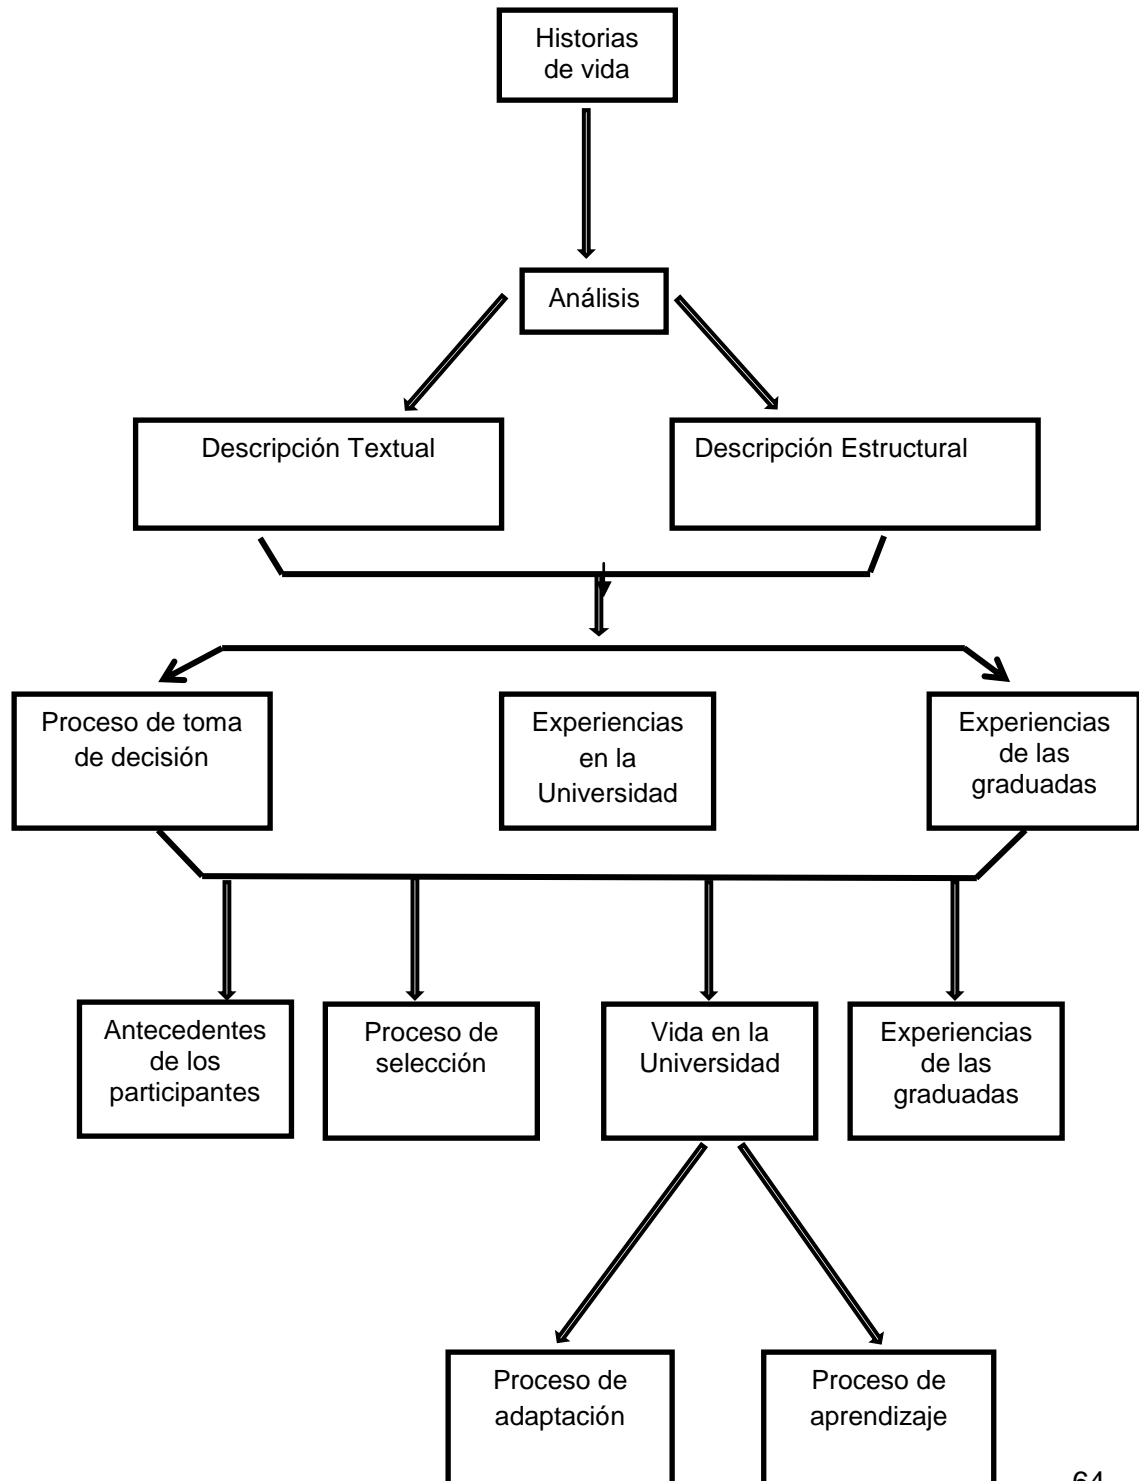 Historias
de vida
Análisis
Descripción Textual
Descripción Estructural
Proceso de toma
de decisión
Experiencias
en la
Universidad
Experiencias
de las
graduadas
Antecedentes
de los
participantes
Proceso de
selección
Vida en la
Universidad
Experiencias
de las
graduadas
Proceso de
adaptación
Proceso de
aprendizaje
64